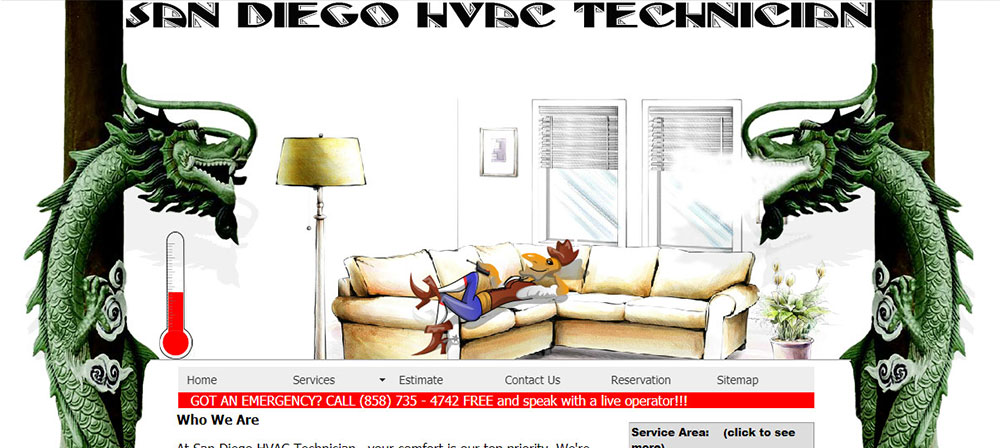 SAN DIEGO HVAC TECHNICIAN
Home Services Estimate Contact Us Reservation Sitemap
GOT AN EMERGENCY? CALL (858) 735 - 4742 FREE and speak with a live operator!!!
Who We Are
Service Area: (click to see
more)
At San Diego HVAC Technician , your comfort is our top priority. We're